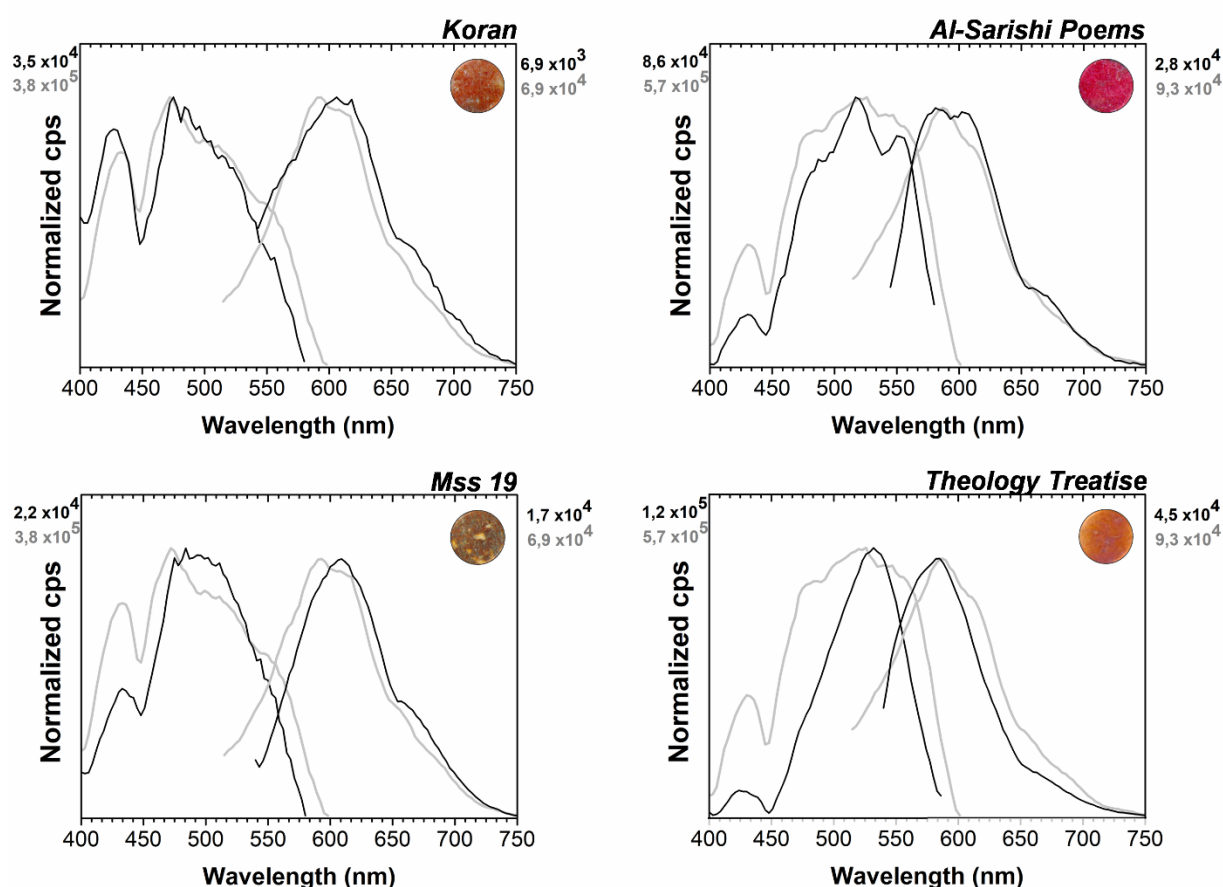 Koran
3,5 x10⁴
3,8 x10⁵
6,9 x10³
6,9 x10⁴
Normalized cps
400 450 500 550 600 650 700 750
Wavelength (nm)
Al-Sarishi Poems
8,6 x10⁴
5,7 x10⁵
2,8 x10⁴
9,3 x10⁴
Normalized cps
400 450 500 550 600 650 700 750
Wavelength (nm)
Mss 19
2,2 x10⁴
3,8 x10⁵
1,7 x10⁴
6,9 x10⁴
Normalized cps
400 450 500 550 600 650 700 750
Wavelength (nm)
Theology Treatise
1,2 x10⁵
5,7 x10⁵
4,5 x10⁴
9,3 x10⁴
Normalized cps
400 450 500 550 600 650 700 750
Wavelength (nm)